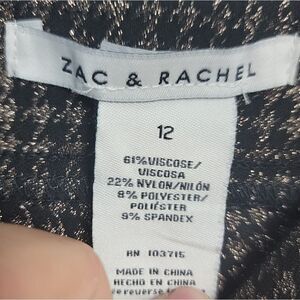 ZAC & RACHEL
12
61% VISCOSE/
VISCOSA
22% NYLON/NILÓN
8% POLYESTER/
POLIÉSTER
9% SPANDEX
RN 103715
MADE IN CHINA
HECHO EN CHINA
reverse